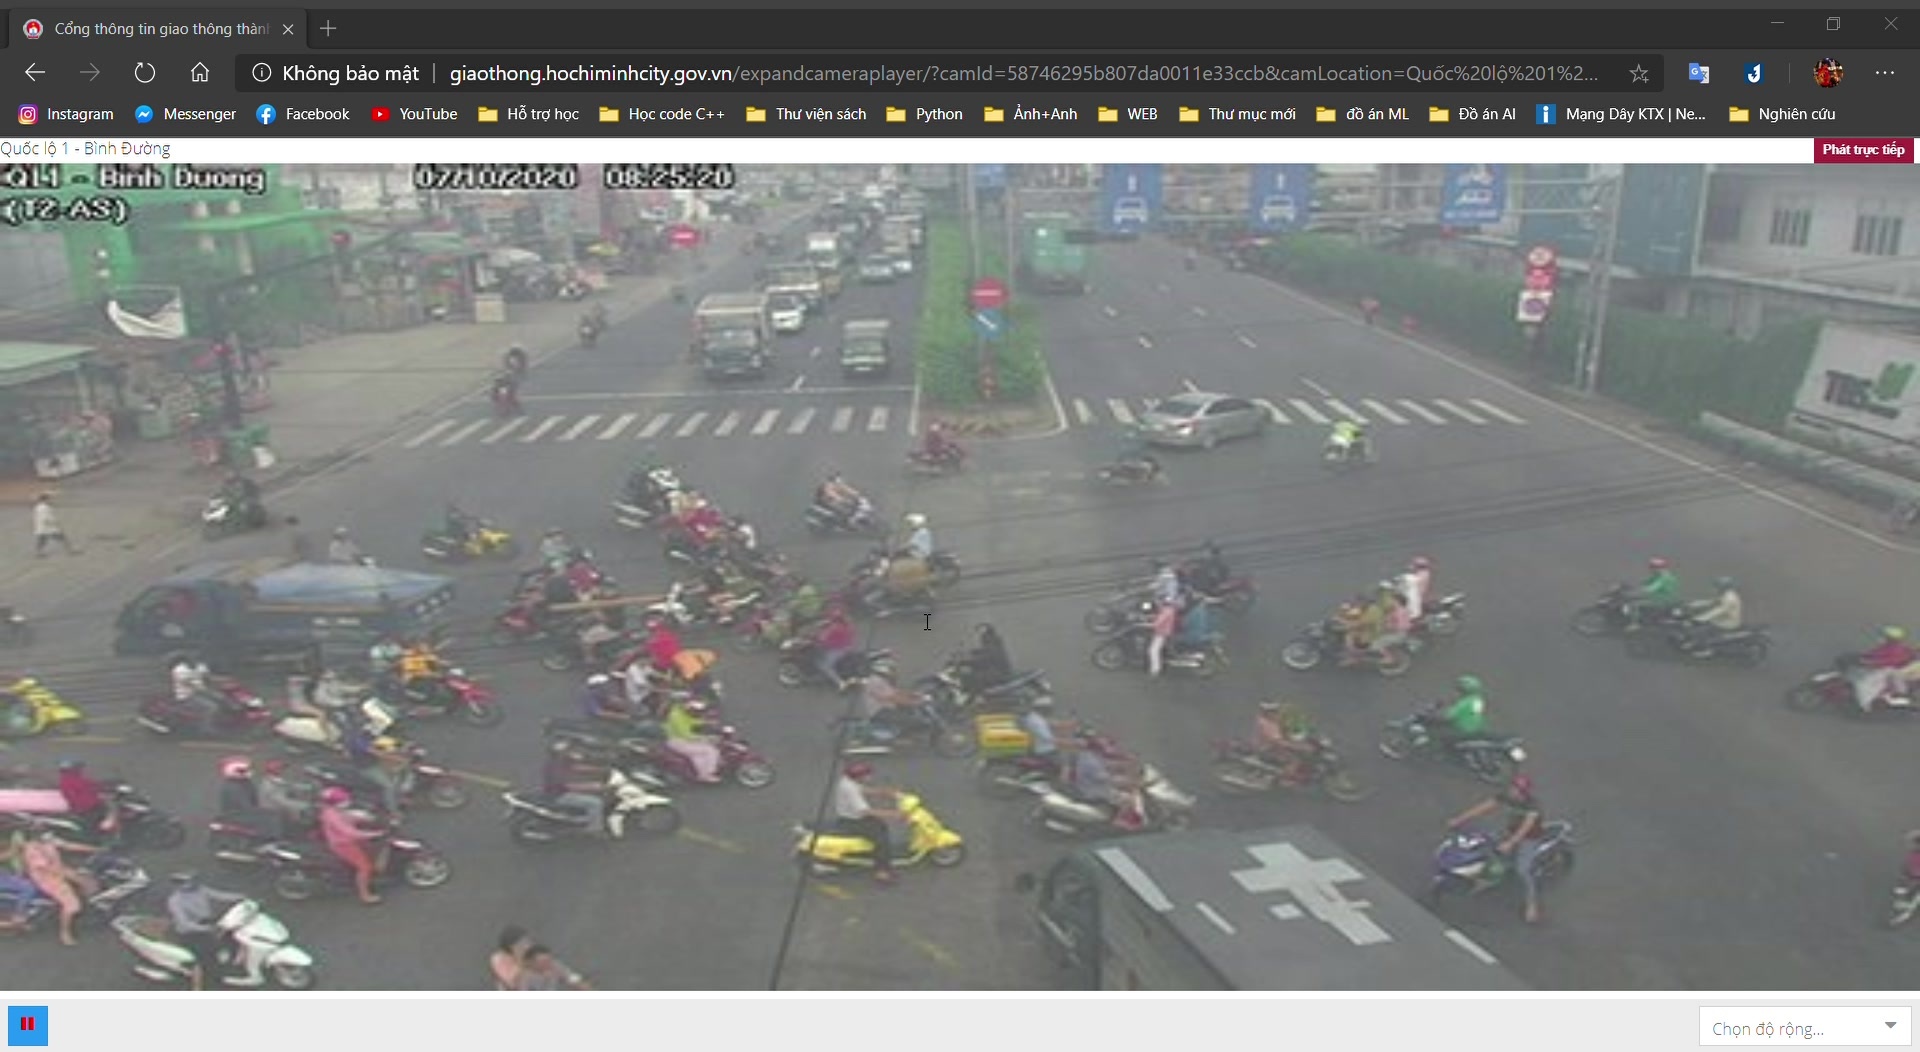 Cổng thông tin giao thông thành
Không bảo mật | giaothong.hochiminhcity.gov.vn/expandcameraplayer/?camId=58746295b807da0011e33ccb&camLocation=Quốc%20lộ%201%2...
Instagram Messenger Facebook YouTube Hỗ trợ học Học code C++ Thư viện sách Python Ảnh+Anh WEB Thư mục mới đồ án ML Đồ án AI Mạng Dây KTX | Ne... Nghiên cứu
Quốc lộ 1 - Bình Đường
Phát trực tiếp
QL1 - Binh Duong 07/10/2020 08:25:20
(T2-AS)
Chọn độ rộng...